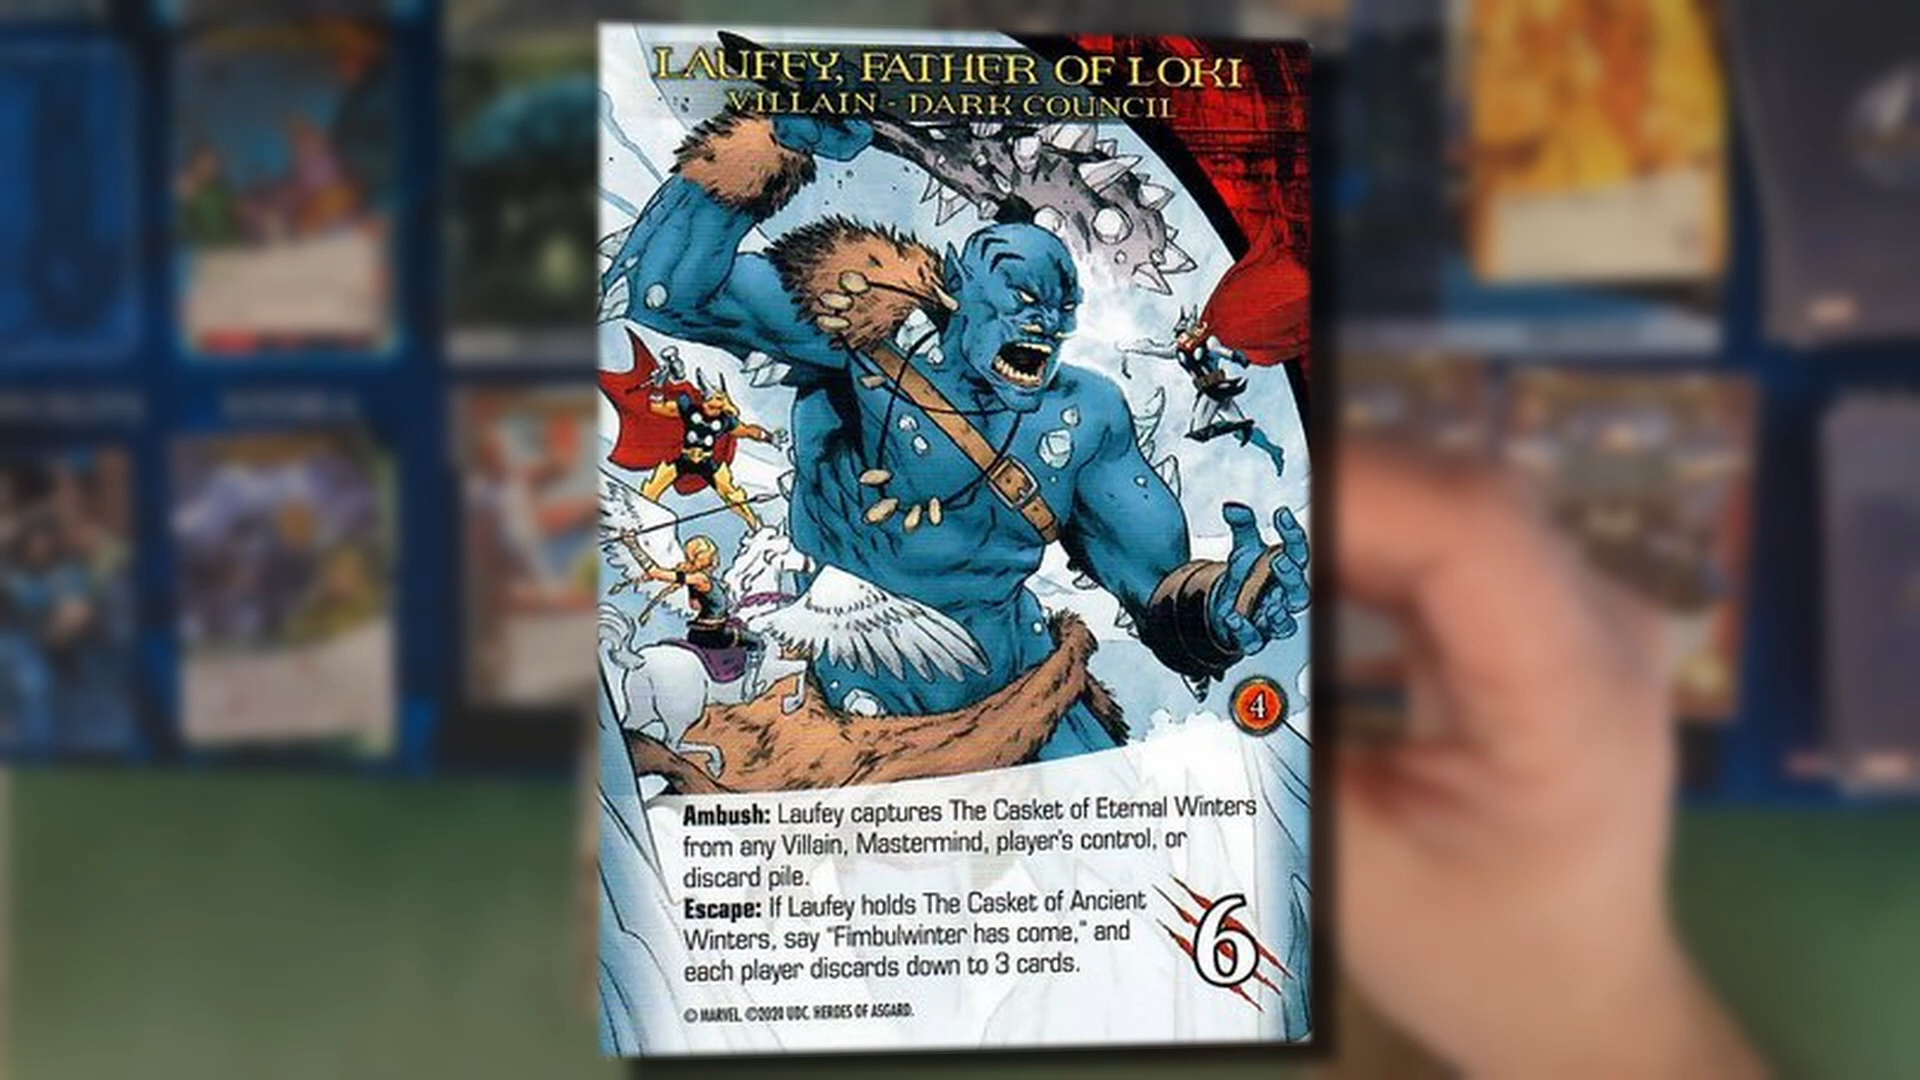 LAUFEY, FATHER OF LOKI
VILLAIN - DARK COUNCIL
4
Ambush: Laufey captures The Casket of Eternal Winters
from any Villain, Mastermind, player's control, or
discard pile.
Escape: If Laufey holds The Casket of Ancient
Winters, say "Fimbulwinter has come," and
each player discards down to 3 cards.
6
© MARVEL. ©2020 UDC. HEROES OF ASGARD.